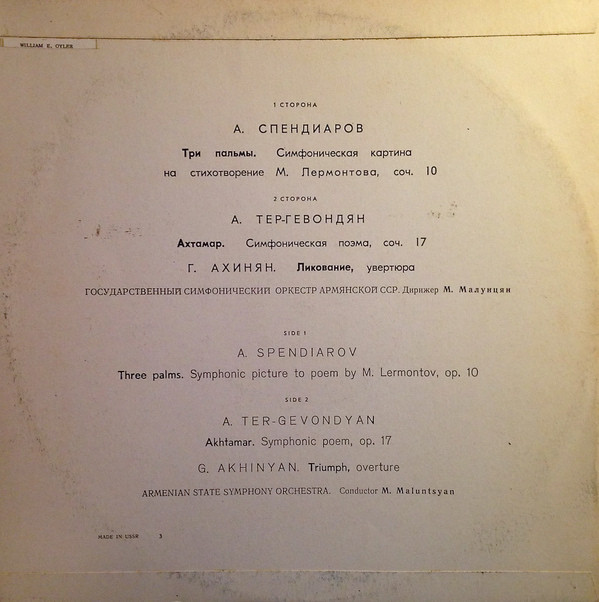 WILLIAM E. OYLER
1 СТОРОНА
А. СПЕНДИАРОВ
Три пальмы. Симфоническая картина
на стихотворение М. Лермонтова, соч. 10
2 СТОРОНА
А. ТЕР-ГЕВОНДЯН
Ахтамар. Симфоническая поэма, соч. 17
Г. АХИНЯН. Ликование, увертюра
ГОСУДАРСТВЕННЫЙ СИМФОНИЧЕСКИЙ ОРКЕСТР АРМЯНСКОЙ ССР. Дирижер М. Малунцян
SIDE 1
A. SPENDIAROV
Three palms. Symphonic picture to poem by M. Lermontov, op. 10
SIDE 2
A. TER-GEVONDYAN
Akhtamar. Symphonic poem, op. 17
G. AKHINYAN. Triumph, overture
ARMENIAN STATE SYMPHONY ORCHESTRA. Conductor M. Maluntsyan
MADE IN USSR 3